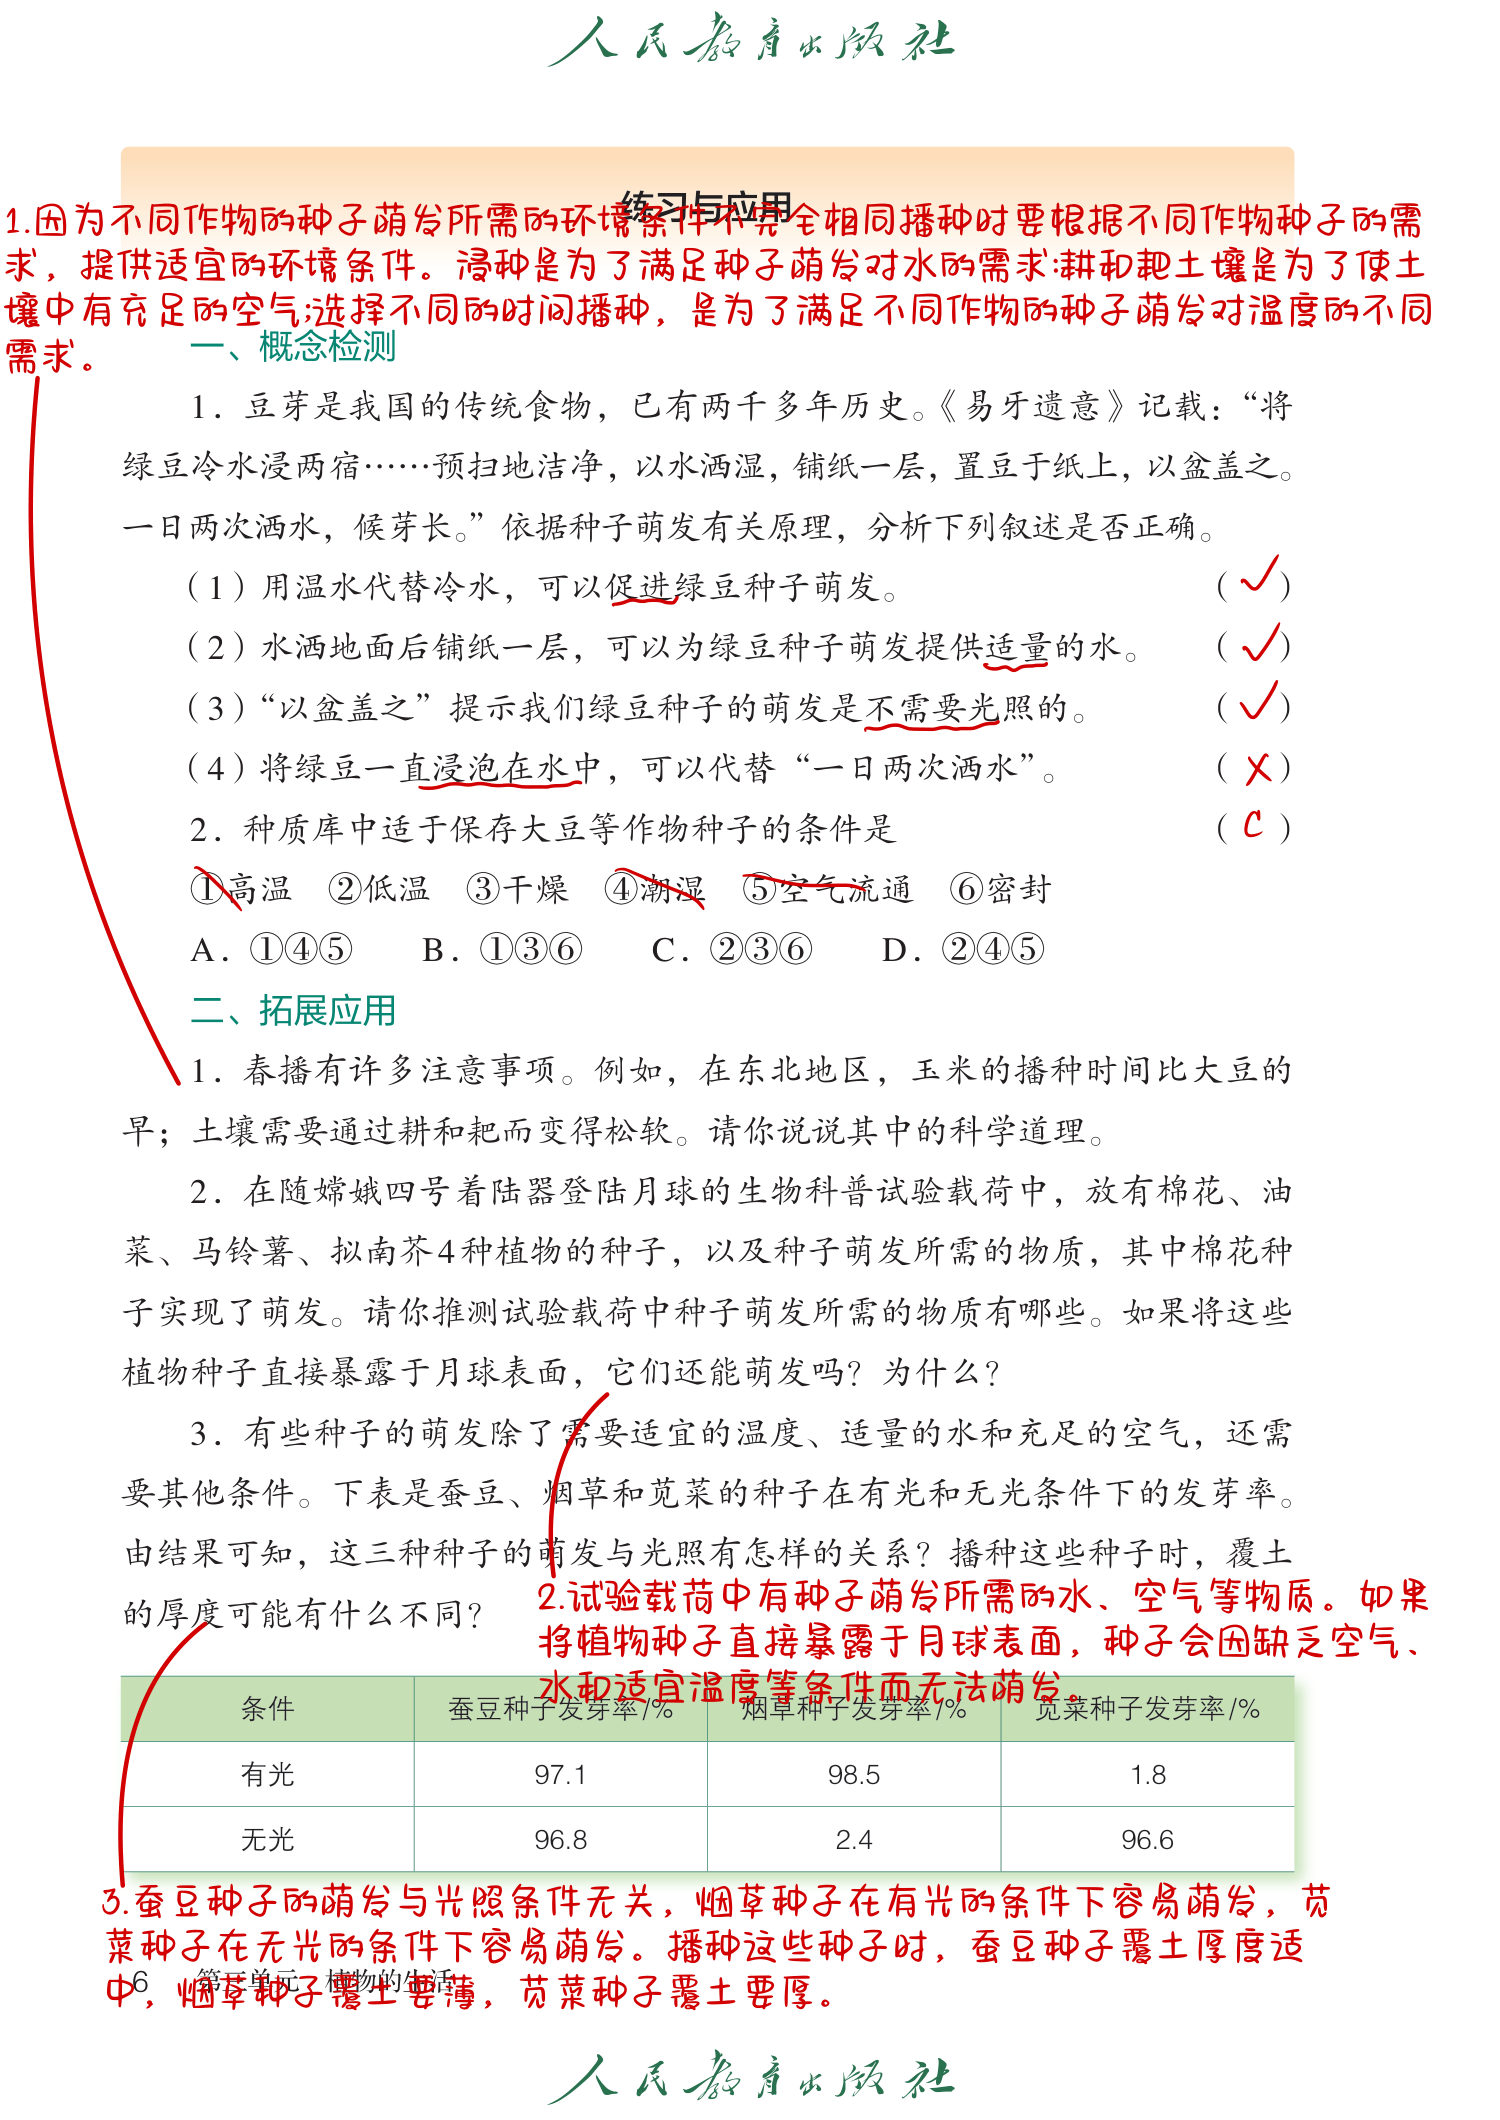 人民教育出版社
练习与应用
1.因为不同作物的种子萌发所需的环境条件不完全相同播种时要根据不同作物种子的需
求，提供适宜的环境条件。浸种是为了满足种子萌发对水的需求:耕和耙土壤是为了使土
壤中有充足的空气;选择不同的时间播种，是为了满足不同作物的种子萌发对温度的不同
需求。
一、概念检测
1. 豆芽是我国的传统食物，已有两千多年历史。《易牙遗意》记载：“将
绿豆冷水浸两宿……预扫地洁净，以水洒湿，铺纸一层，置豆于纸上，以盆盖之。
一日两次洒水，候芽长。”依据种子萌发有关原理，分析下列叙述是否正确。
（1）用温水代替冷水，可以促进绿豆种子萌发。（✓）
（2）水洒地面后铺纸一层，可以为绿豆种子萌发提供适量的水。（✓）
（3）“以盆盖之”提示我们绿豆种子的萌发是不需要光照的。（✓）
（4）将绿豆一直浸泡在水中，可以代替“一日两次洒水”。（X）
2. 种质库中适于保存大豆等作物种子的条件是（C）
①高温 ②低温 ③干燥 ④潮湿 ⑤空气流通 ⑥密封
A. ①④⑤ B. ①③⑥ C. ②③⑥ D. ②④⑤
二、拓展应用
1. 春播有许多注意事项。例如，在东北地区，玉米的播种时间比大豆的
早；土壤需要通过耕和耙而变得松软。请你说说其中的科学道理。
2. 在随嫦娥四号着陆器登陆月球的生物科普试验载荷中，放有棉花、油
菜、马铃薯、拟南芥4种植物的种子，以及种子萌发所需的物质，其中棉花种
子实现了萌发。请你推测试验载荷中种子萌发所需的物质有哪些。如果将这些
植物种子直接暴露于月球表面，它们还能萌发吗？为什么？
3. 有些种子的萌发除了需要适宜的温度、适量的水和充足的空气，还需
要其他条件。下表是蚕豆、烟草和苋菜的种子在有光和无光条件下的发芽率。
由结果可知，这三种种子的萌发与光照有怎样的关系？播种这些种子时，覆土
的厚度可能有什么不同？
2.试验载荷中有种子萌发所需的水、空气等物质。如果
将植物种子直接暴露于月球表面，种子会因缺乏空气、
水和适宜温度等条件而无法萌发。
条件 蚕豆种子发芽率/% 烟草种子发芽率/% 苋菜种子发芽率/%
有光 97.1 98.5 1.8
无光 96.8 2.4 96.6
3.蚕豆种子的萌发与光照条件无关，烟草种子在有光的条件下容易萌发，苋
菜种子在无光的条件下容易萌发。播种这些种子时，蚕豆种子覆土厚度适
中，烟草种子覆土要薄，苋菜种子覆土要厚。
6 第三单元 植物的生活
人民教育出版社